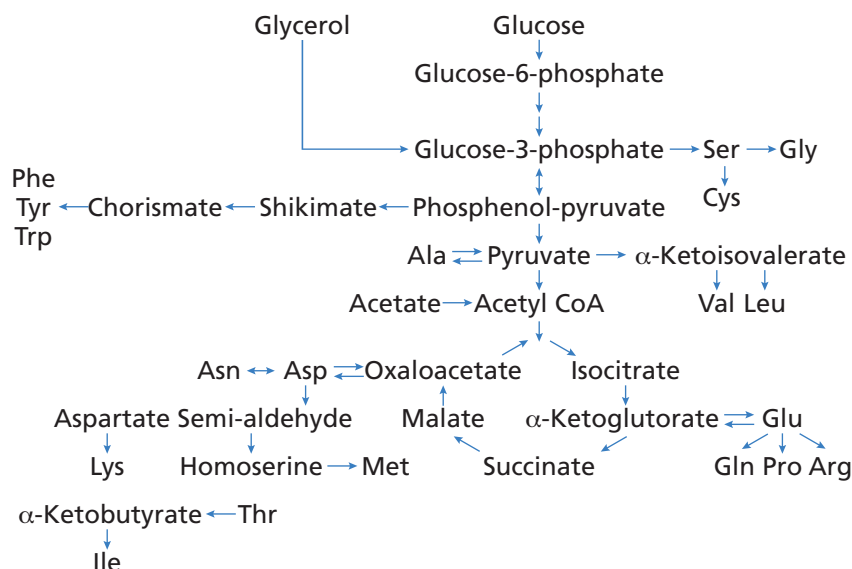 Glycerol Glucose
Glucose-6-phosphate
Glucose-3-phosphate Ser Gly
Cys
Phe
Tyr Chorismate Shikimate Phosphenol-pyruvate
Trp
Ala Pyruvate α-Ketoisovalerate
Acetate Acetyl CoA Val Leu
Asn Asp Oxaloacetate Isocitrate
Aspartate Semi-aldehyde Malate α-Ketoglutorate Glu
Lys Homoserine Met Succinate Gln Pro Arg
α-Ketobutyrate Thr
Ile